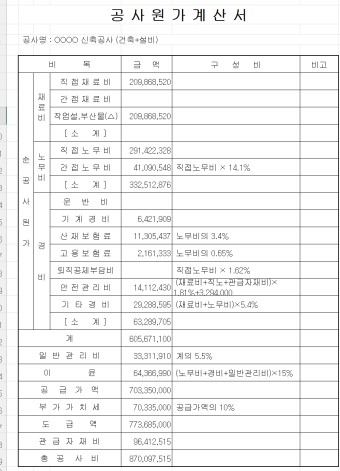 공 사 원 가 계 산 서
공사명 : OOOO 신축공사 (건축+설비)
비 목 금 액 구 성 비 비고
순 공 사 원 가
재료비
직 접 재 료 비 209,868,520
간 접 재 료 비
작업설,부산물(△) 209,868,520
[ 소 계 ]
노무비
직 접 노 무 비 291,422,328
간 접 노 무 비 41,090,548 직접노무비 × 14.1%
[ 소 계 ] 332,512,876
경 비
운 반 비
기 계 경 비 6,421,909
산 재 보 험 료 11,305,437 노무비의 3.4%
고 용 보 험 료 2,161,333 노무비의 0.65%
퇴직공제부담비 직접노무비 × 1.62%
안 전 관 리 비 14,112,430 (재료비+직노+관급자재비)×
1.81%+3,294,000
기 타 경 비 29,288,595 (재료비+노무비)×5.4%
[ 소 계 ] 63,289,705
계 605,671,100
일 반 관 리 비 33,311,910 계의 5.5%
이 윤 64,366,990 (노무비+경비+일반관리비)×15%
공 급 가 액 703,350,000
부 가 가 치 세 70,335,000 공급가액의 10%
도 급 액 773,685,000
관 급 자 재 비 96,412,515
총 공 사 비 870,097,515